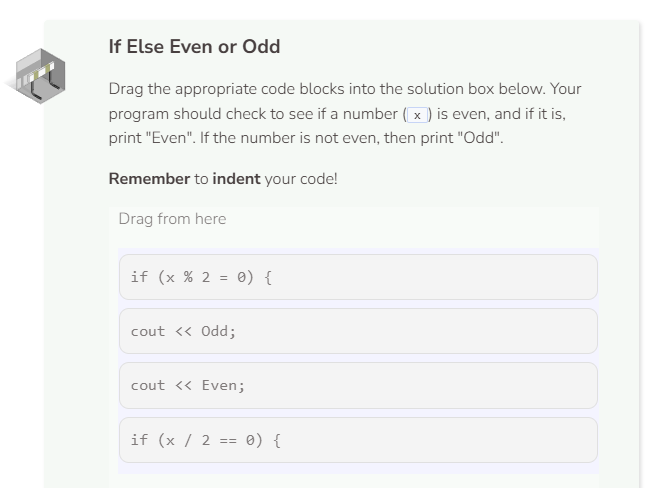 If Else Even or Odd
Drag the appropriate code blocks into the solution box below. Your
program should check to see if a number ( x ) is even, and if it is,
print "Even". If the number is not even, then print "Odd".
Remember to indent your code!
Drag from here
if (x % 2 = 0) {
cout << Odd;
cout << Even;
if (x / 2 == 0) {